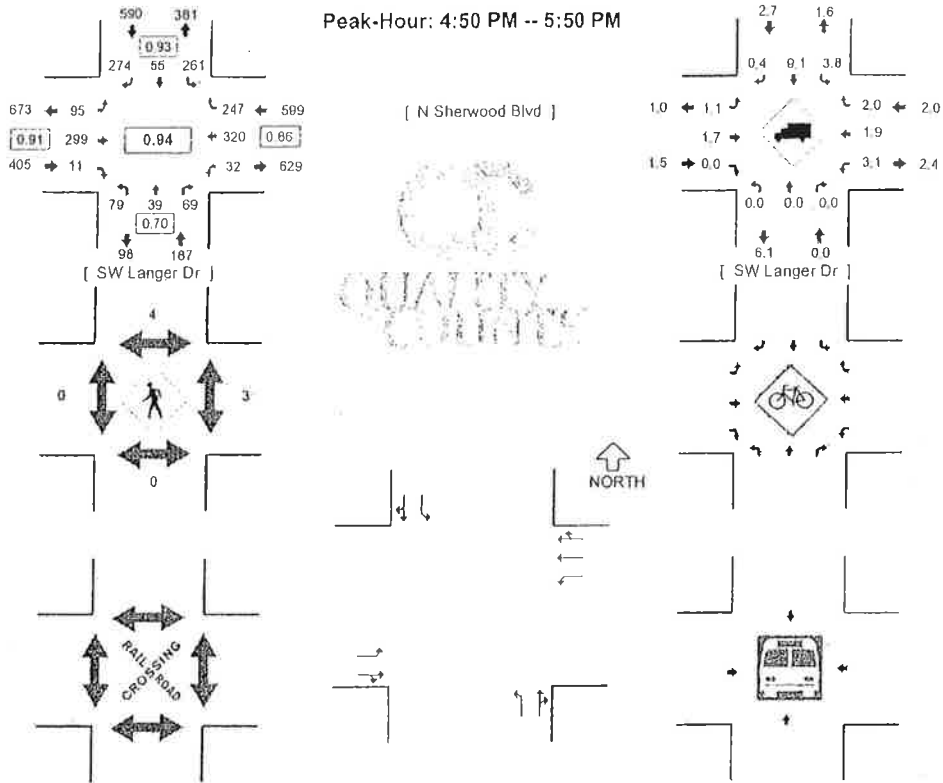 Peak-Hour: 4:50 PM -- 5:50 PM
590 381
0.93
274 55 261
673 95 247 599
0.91 299 0.94 320 0.86
405 11 32 629
79 39 69
0.70
98 187
[ SW Langer Dr ]
[ N Sherwood Blvd ]
QUALITY
COUNTS
2.7 1.6
0.4 9.1 3.8
1.0 1.1 2.0 2.0
1.7 1.9
1.5 0.0 3.1 2.4
0.0 0.0 0.0
6.1 0.0
[ SW Langer Dr ]
4
0 3
0
NORTH
RAILROAD
CROSSING